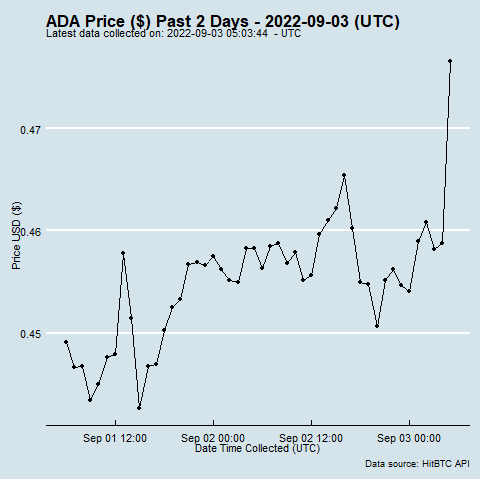 ADA Price ($) Past 2 Days - 2022-09-03 (UTC)
Latest data collected on: 2022-09-03 05:03:44  - UTC
0.47
0.46
0.45
Price USD ($)
Sep 01 12:00
Sep 02 00:00
Sep 02 12:00
Sep 03 00:00
Date Time Collected (UTC)
Data source: HitBTC API